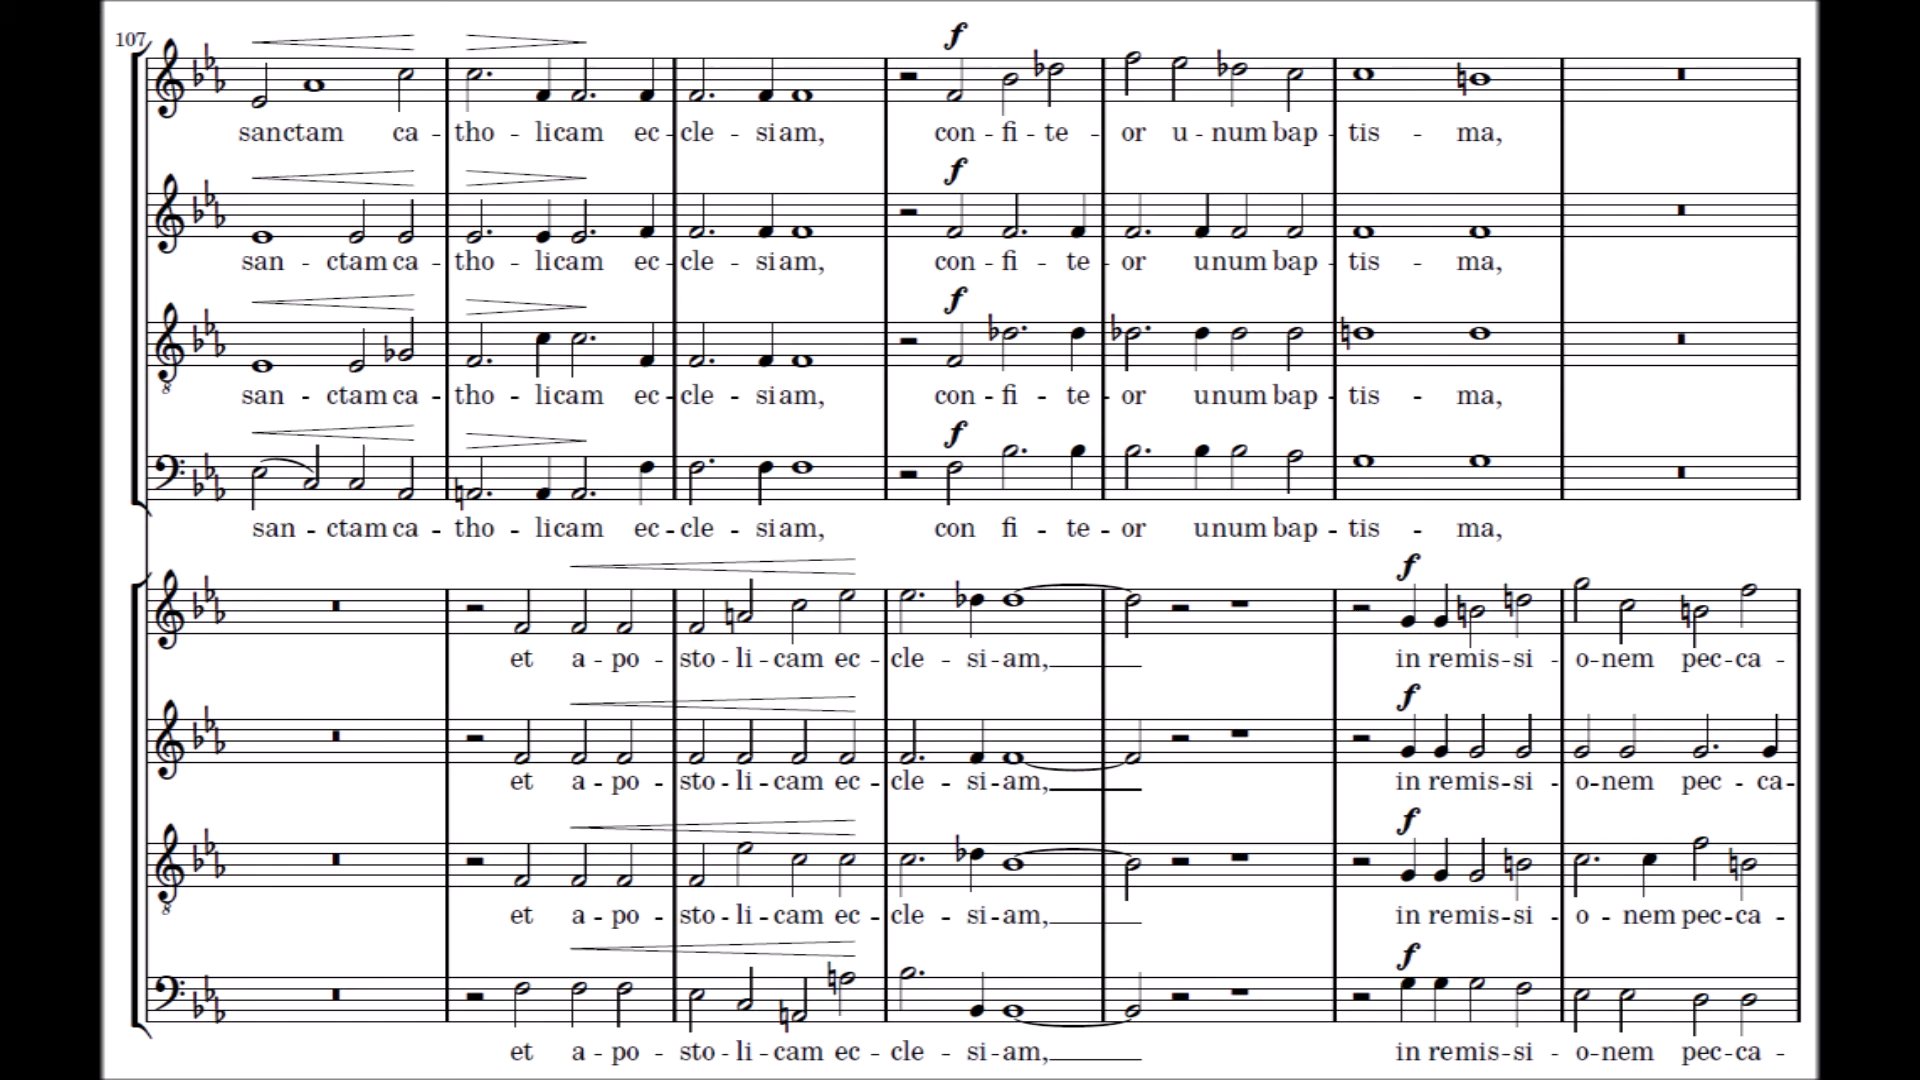 107
f
sanctam ca - tho - licam ec - cle - siam, con - fi - te - or u - num bap - tis - ma,
f
san - ctam ca - tho - licam ec - cle - siam, con - fi - te - or unum bap - tis - ma,
f
san - ctam ca - tho - licam ec - cle - siam, con - fi - te - or unum bap - tis - ma,
8
f
san - ctam ca - tho - licam ec - cle - siam, con fi - te - or unum bap - tis - ma,
f
et a - po - sto - li - cam ec - cle - si - am, in remis - si - o - nem pec - ca -
f
et a - po - sto - li - cam ec - cle - si - am, in remis - si - o - nem pec - ca -
f
et a - po - sto - li - cam ec - cle - si - am, in remis - si - o - nem pec - ca -
8
f
et a - po - sto - li - cam ec - cle - si - am, in remis - si - o - nem pec - ca -